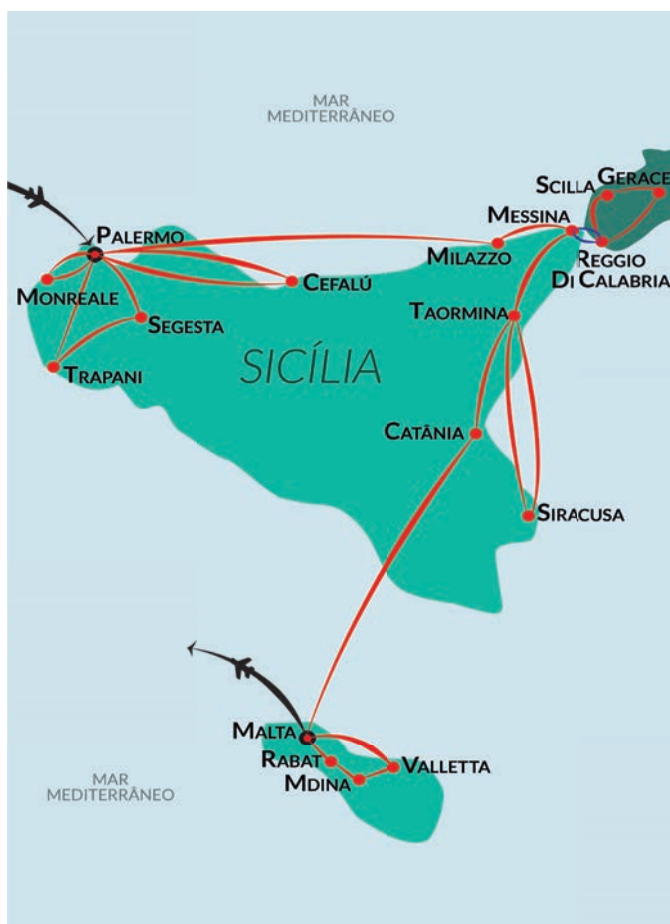 MAR
MEDITERRÂNEO
SCILLA
GERACE
MESSINA
PALERMO
REGGIO
DI CALABRIA
MILAZZO
CEFALÚ
MONREALE
TAORMINA
SEGESTA
SICÍLIA
TRAPANI
CATÂNIA
SIRACUSA
MALTA
RABAT
VALLETTA
MDINA
MAR
MEDITERRÂNEO